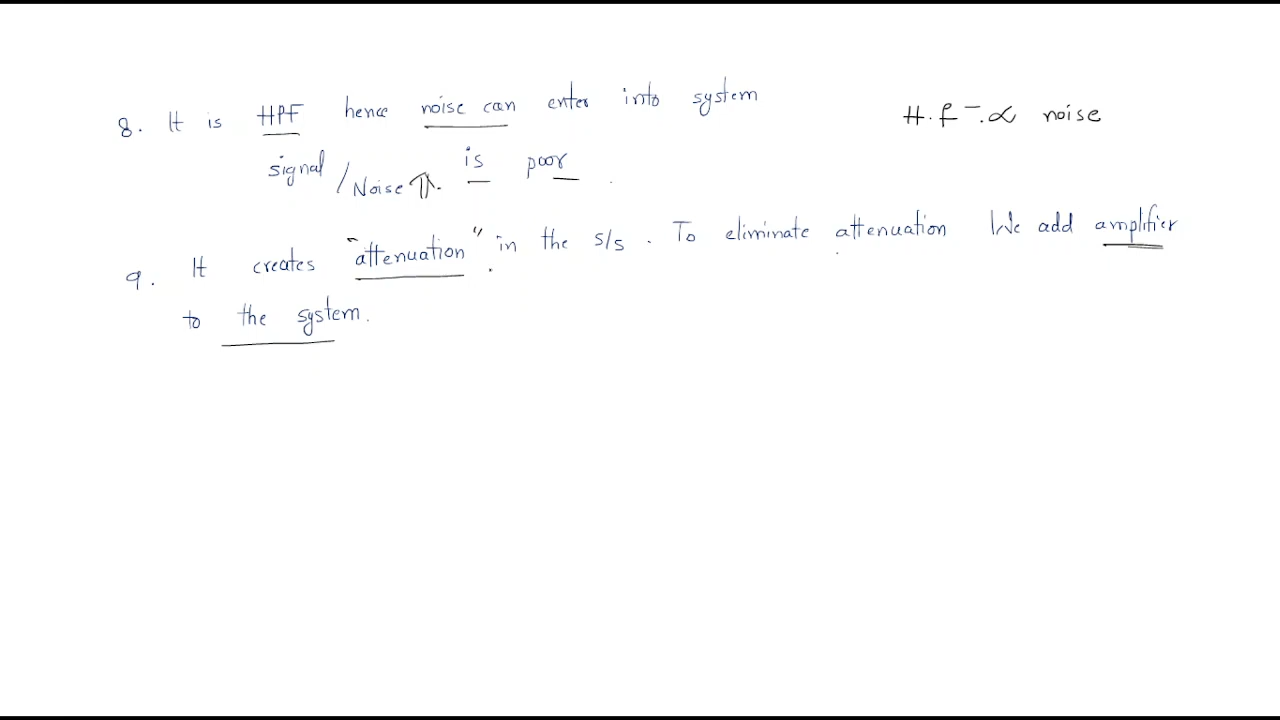 8. It is HPF hence noise can enter into system
H.f - ∝ noise
signal / Noise ⇑. is poor
9. It creates "attenuation" in the s/s. To eliminate attenuation We add amplifier
to the system.